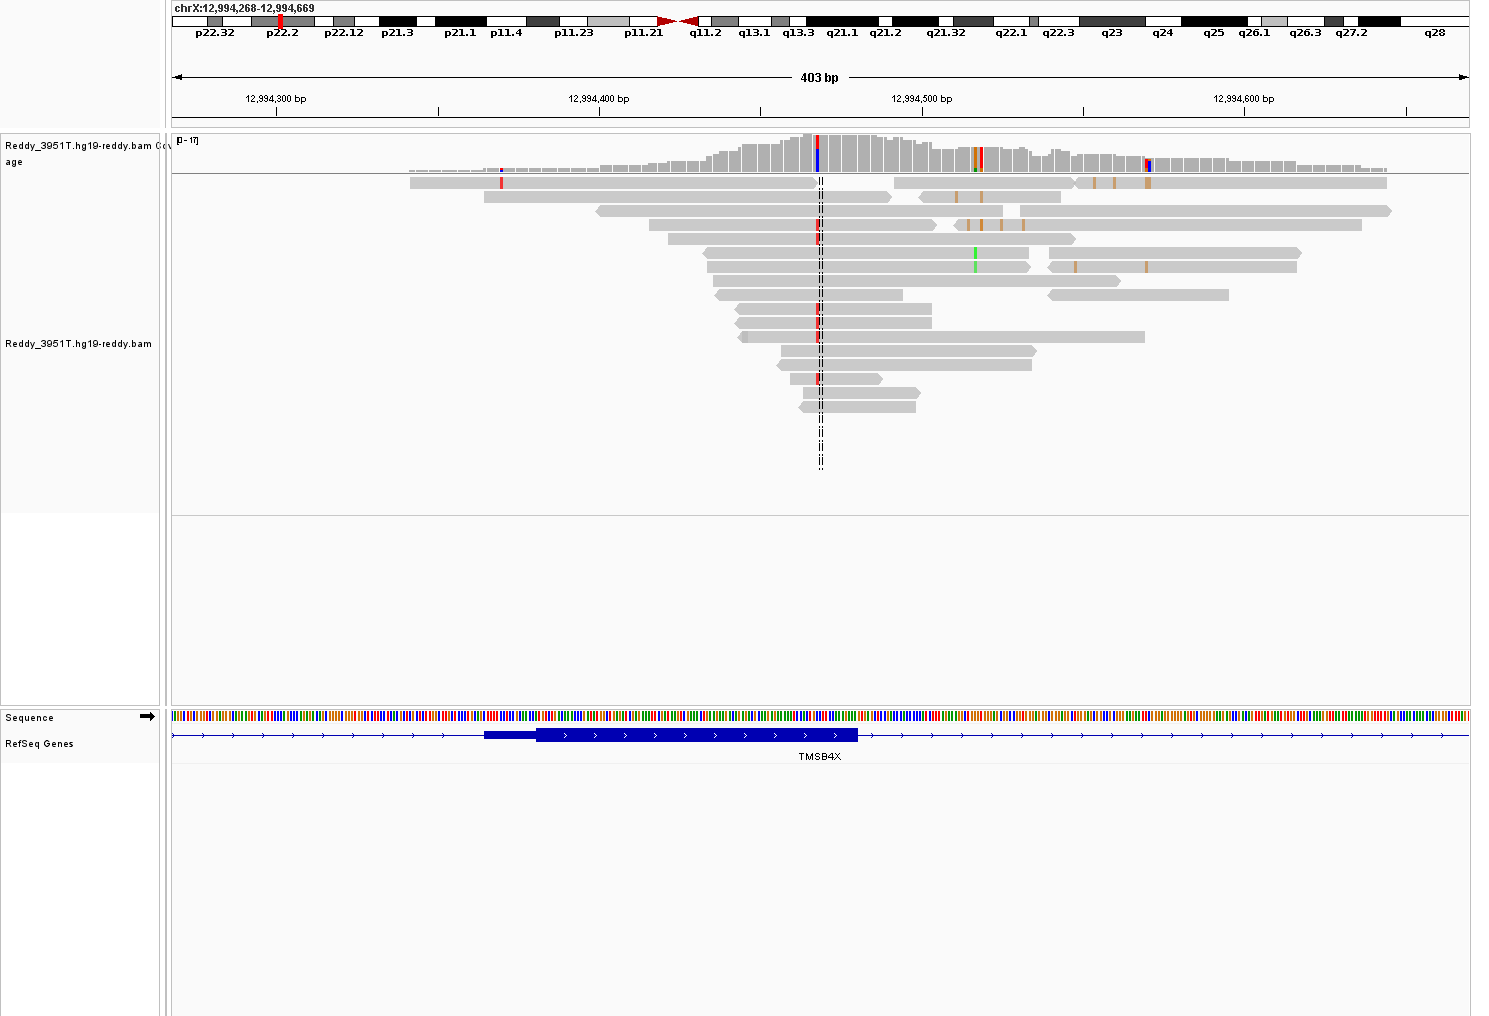 chrX:12,994,268-12,994,669
p22.32 p22.2 p22.12 p21.3 p21.1 p11.4 p11.23 p11.21 q11.2 q13.1 q13.3 q21.1 q21.2 q21.32 q22.1 q22.3 q23 q24 q25 q26.1 q26.3 q27.2 q28
403 bp
12,994,300 bp 12,994,400 bp 12,994,500 bp 12,994,600 bp
[0 - 17]
Reddy_3951T.hg19-reddy.bam Cov
age
Reddy_3951T.hg19-reddy.bam
Sequence
RefSeq Genes
TMSB4X